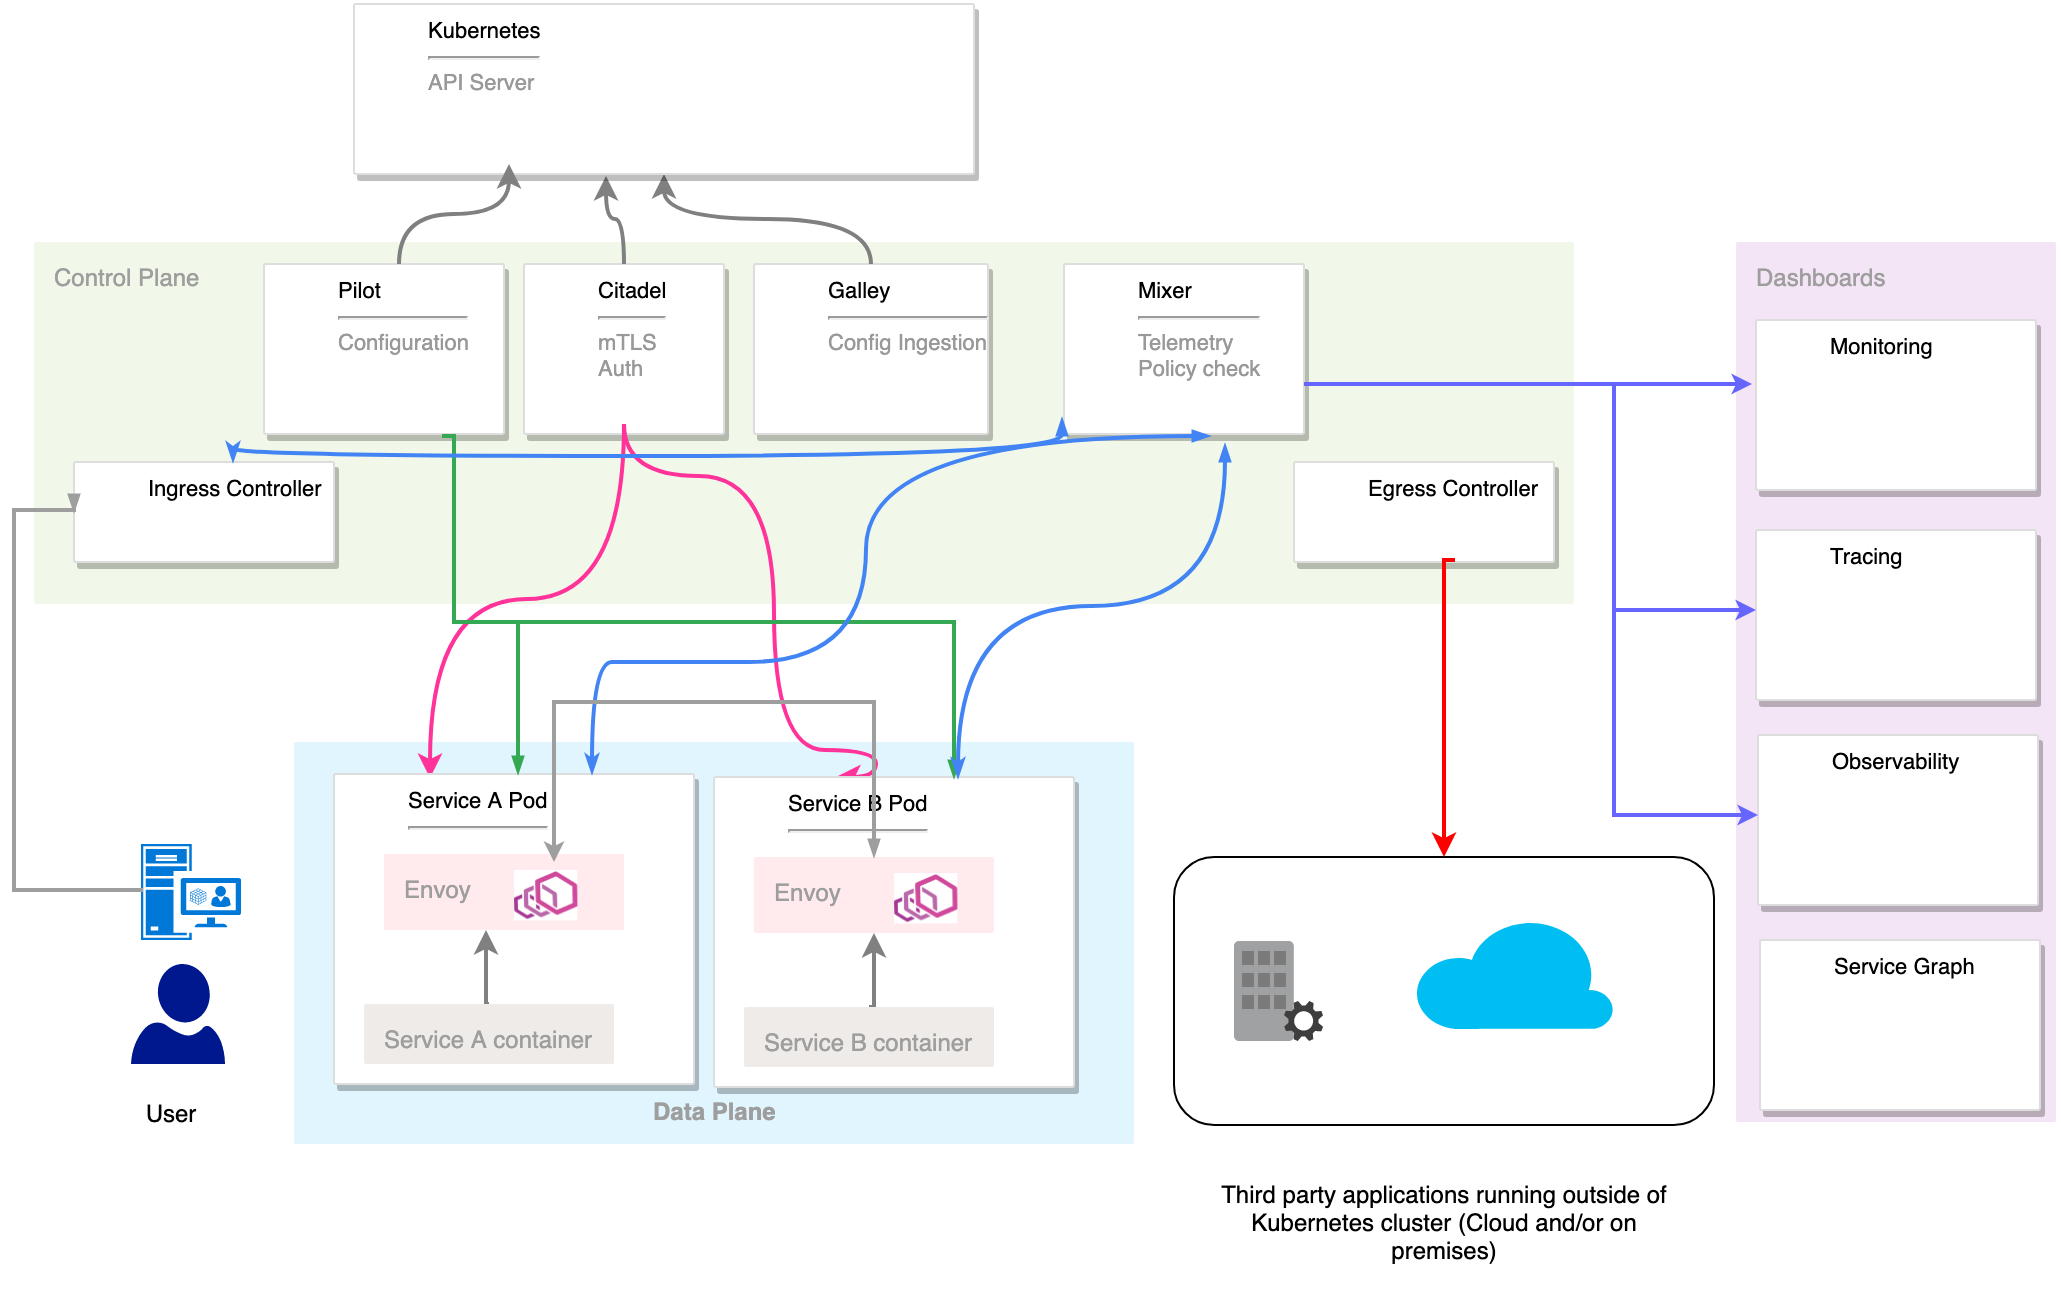 Kubernetes
API Server
Control Plane
Pilot
Configuration
Citadel
mTLS
Auth
Galley
Config Ingestion
Mixer
Telemetry
Policy check
Ingress Controller
Egress Controller
Dashboards
Monitoring
Tracing
Observability
Service Graph
Service A Pod
Envoy
Service A container
Service B Pod
Envoy
Service B container
Data Plane
User
Third party applications running outside of
Kubernetes cluster (Cloud and/or on
premises)